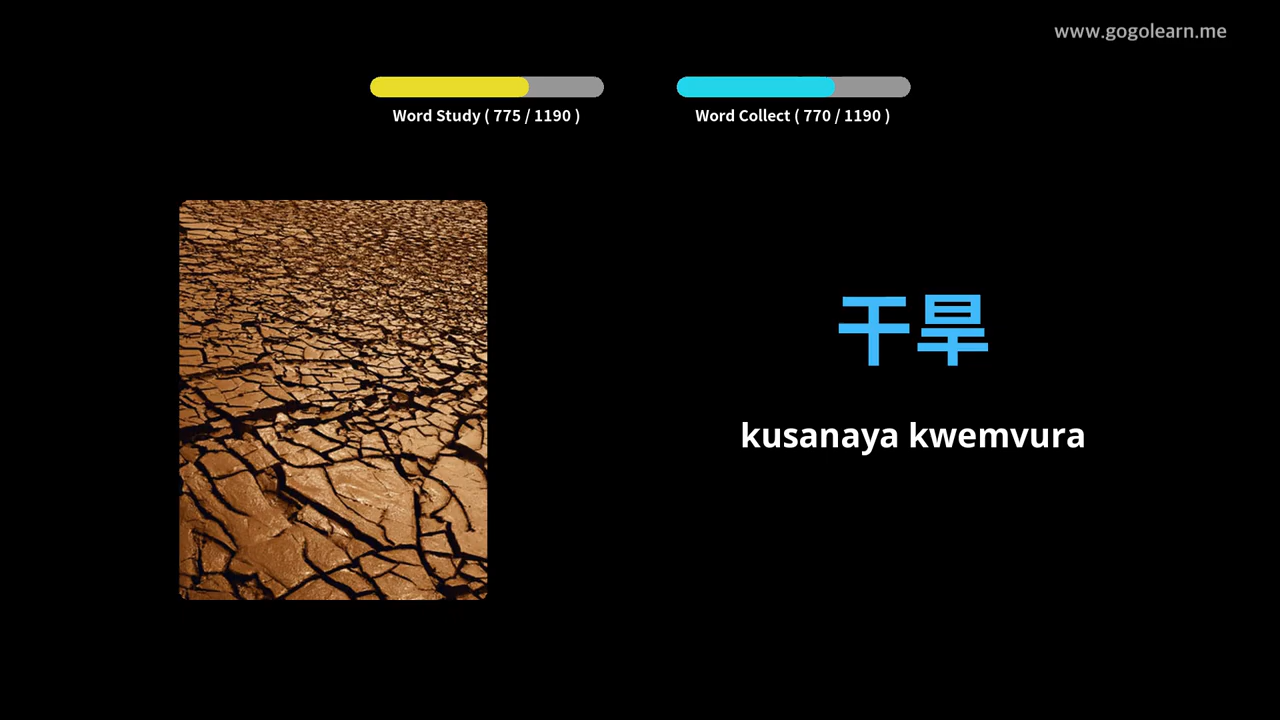 www.gogolearn.me
Word Study ( 775 / 1190 )
Word Collect ( 770 / 1190 )
干旱
kusanaya kwemvura